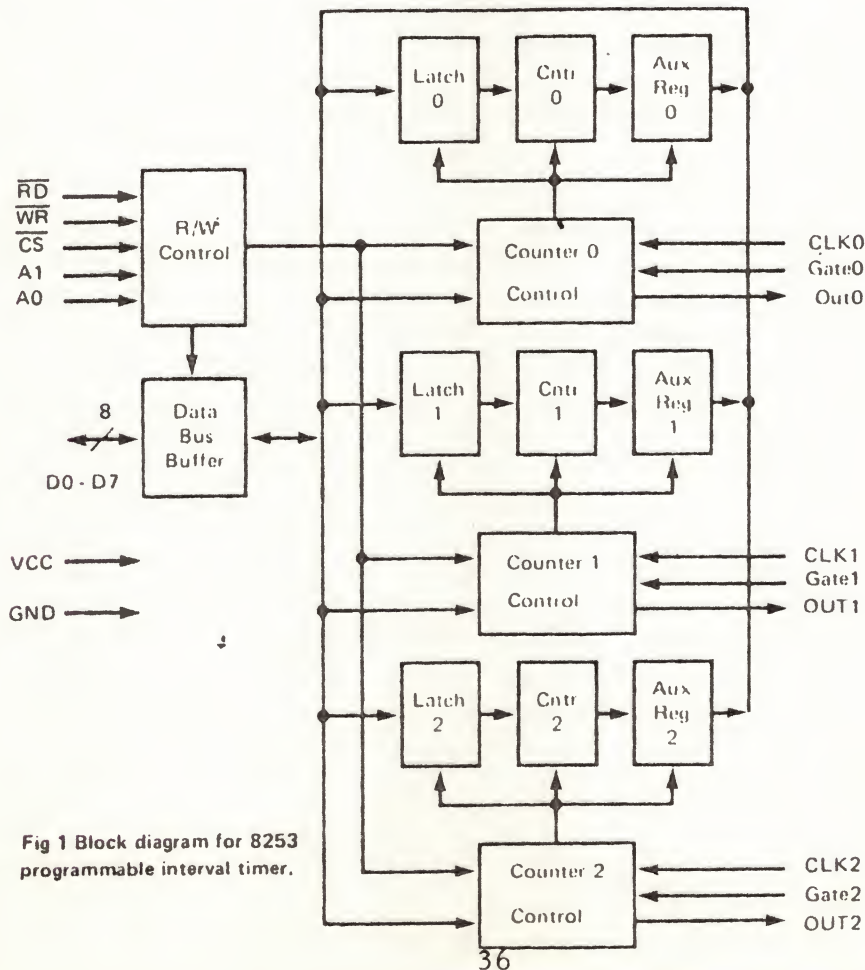 Latch
0
Cntr
0
Aux
Reg
0
RD
WR
CS
A1
A0
R/W
Control
Counter 0
Control
CLK0
Gate0
Out0
Latch
1
Cntr
1
Aux
Reg
1
8
D0 - D7
Data
Bus
Buffer
VCC
GND
Counter 1
Control
CLK1
Gate1
OUT1
Latch
2
Cntr
2
Aux
Reg
2
Fig 1 Block diagram for 8253
programmable interval timer.
Counter 2
Control
CLK2
Gate2
OUT2
36